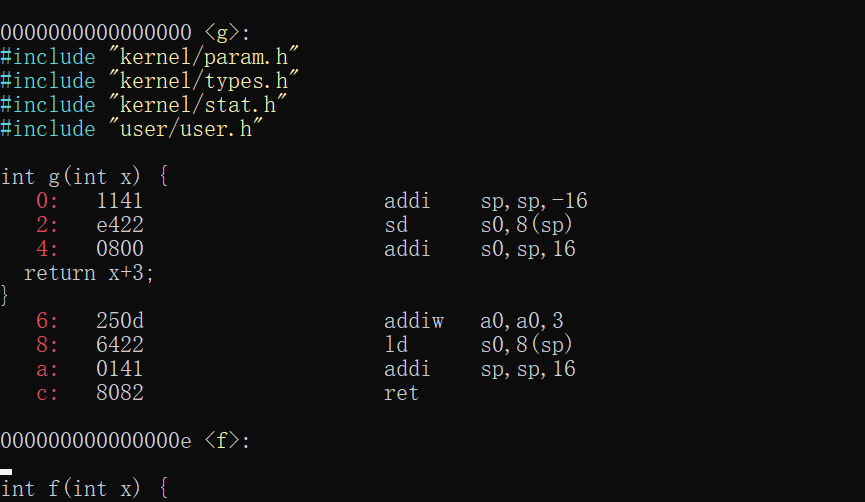 0000000000000000 <g>:
#include "kernel/param.h"
#include "kernel/types.h"
#include "kernel/stat.h"
#include "user/user.h"
int g(int x) {
0: 1141 addi sp,sp,-16
2: e422 sd s0,8(sp)
4: 0800 addi s0,sp,16
return x+3;
}
6: 250d addiw a0,a0,3
8: 6422 ld s0,8(sp)
a: 0141 addi sp,sp,16
c: 8082 ret
000000000000000e <f>:
int f(int x) {